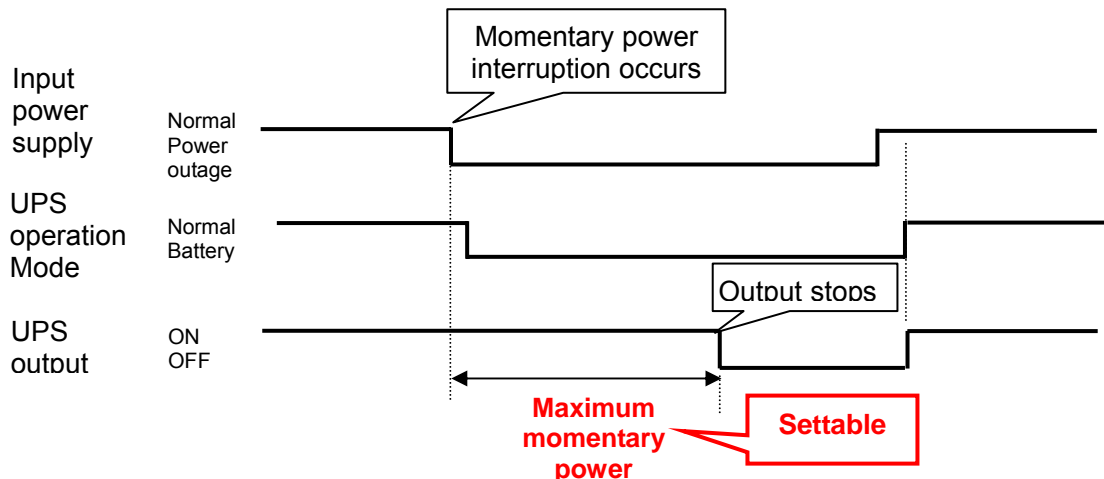 Momentary power
interruption occurs
Input
power
supply
Normal
Power
outage
UPS
operation
Mode
Normal
Battery
Output stops
UPS
output
ON
OFF
Maximum
momentary
power
Settable